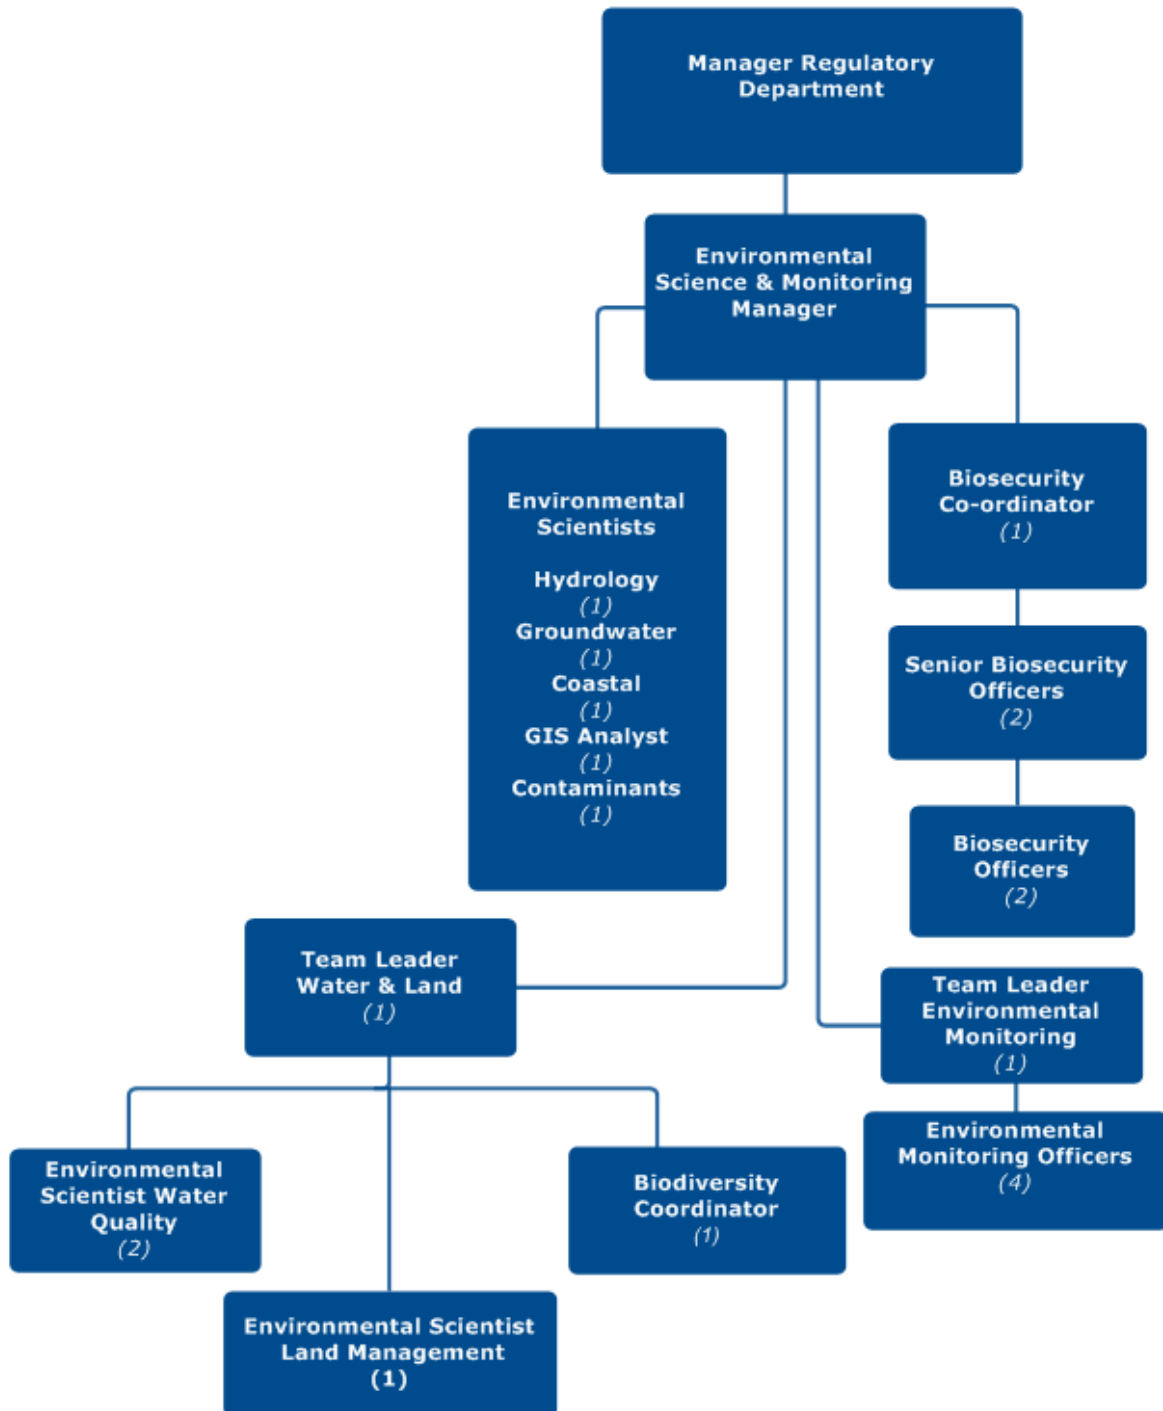 Manager Regulatory
Department
Environmental
Science & Monitoring
Manager
Environmental
Scientists
Hydrology
(1)
Groundwater
(1)
Coastal
(1)
GIS Analyst
(1)
Contaminants
(1)
Biosecurity
Co-ordinator
(1)
Senior Biosecurity
Officers
(2)
Biosecurity
Officers
(2)
Team Leader
Water & Land
(1)
Team Leader
Environmental
Monitoring
(1)
Environmental
Monitoring Officers
(4)
Environmental
Scientist Water
Quality
(2)
Biodiversity
Coordinator
(1)
Environmental Scientist
Land Management
(1)